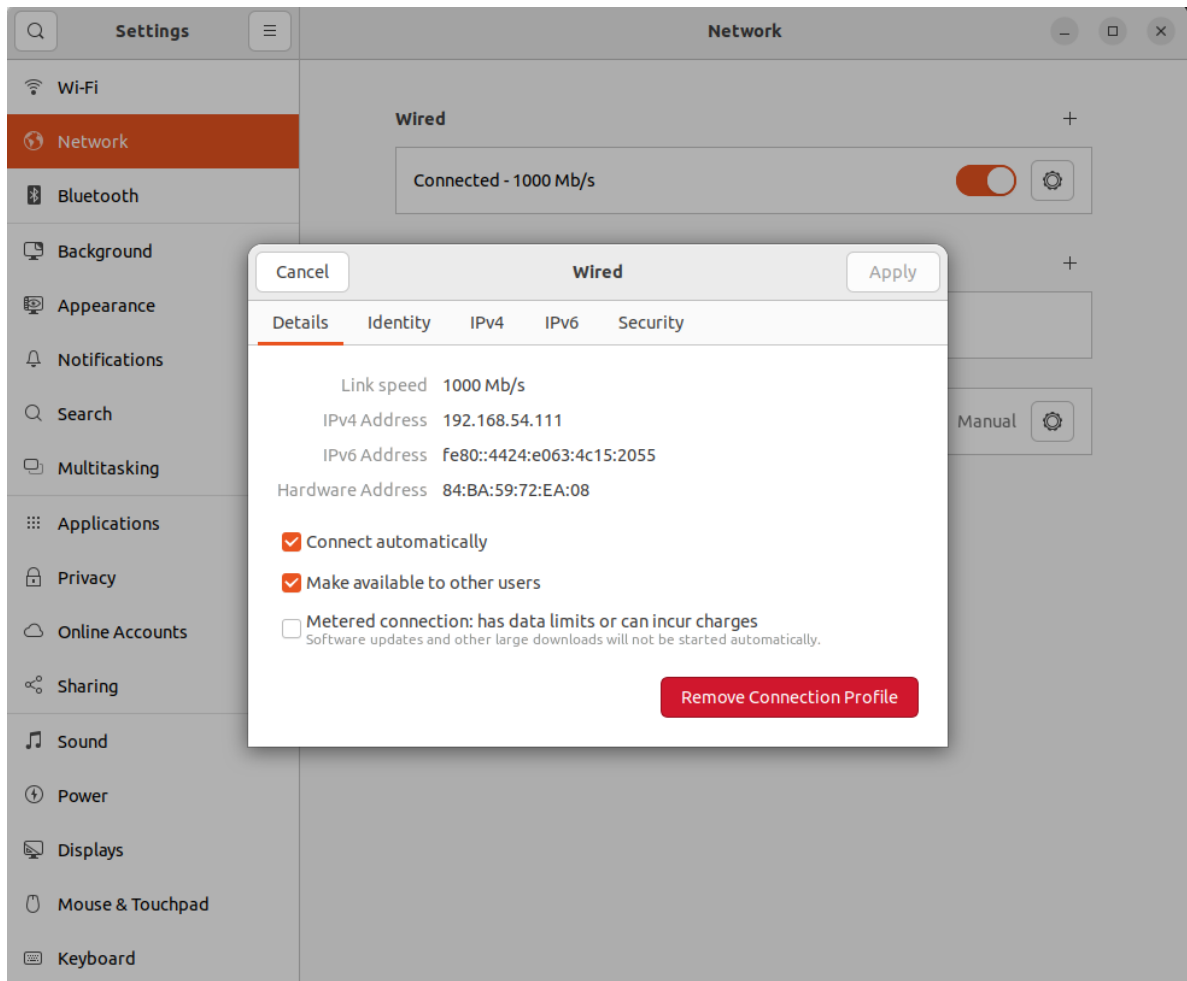 Settings
Network
Wi-Fi
Network
Bluetooth
Background
Appearance
Notifications
Search
Multitasking
Applications
Privacy
Online Accounts
Sharing
Sound
Power
Displays
Mouse & Touchpad
Keyboard
Wired
Connected - 1000 Mb/s
Manual
Cancel
Wired
Apply
Details
Identity
IPv4
IPv6
Security
Link speed 1000 Mb/s
IPv4 Address 192.168.54.111
IPv6 Address fe80::4424:e063:4c15:2055
Hardware Address 84:BA:59:72:EA:08
Connect automatically
Make available to other users
Metered connection: has data limits or can incur charges
Software updates and other large downloads will not be started automatically.
Remove Connection Profile